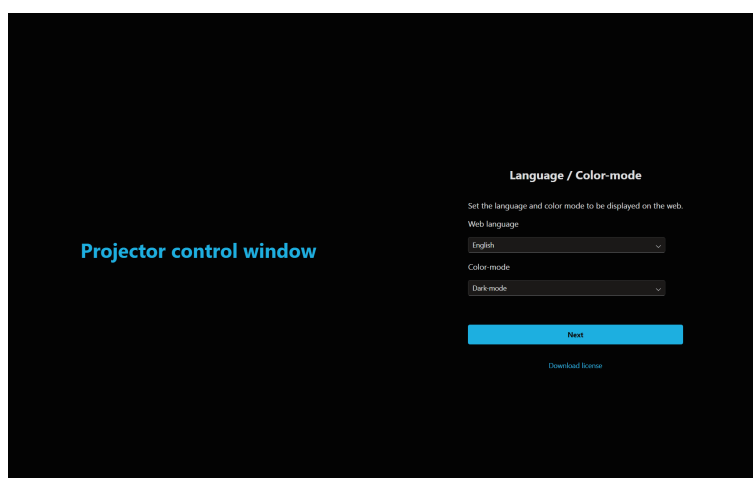 Projector control window
Language / Color-mode
Set the language and color mode to be displayed on the web.
Web language
English
Color-mode
Dark-mode
Next
Download license